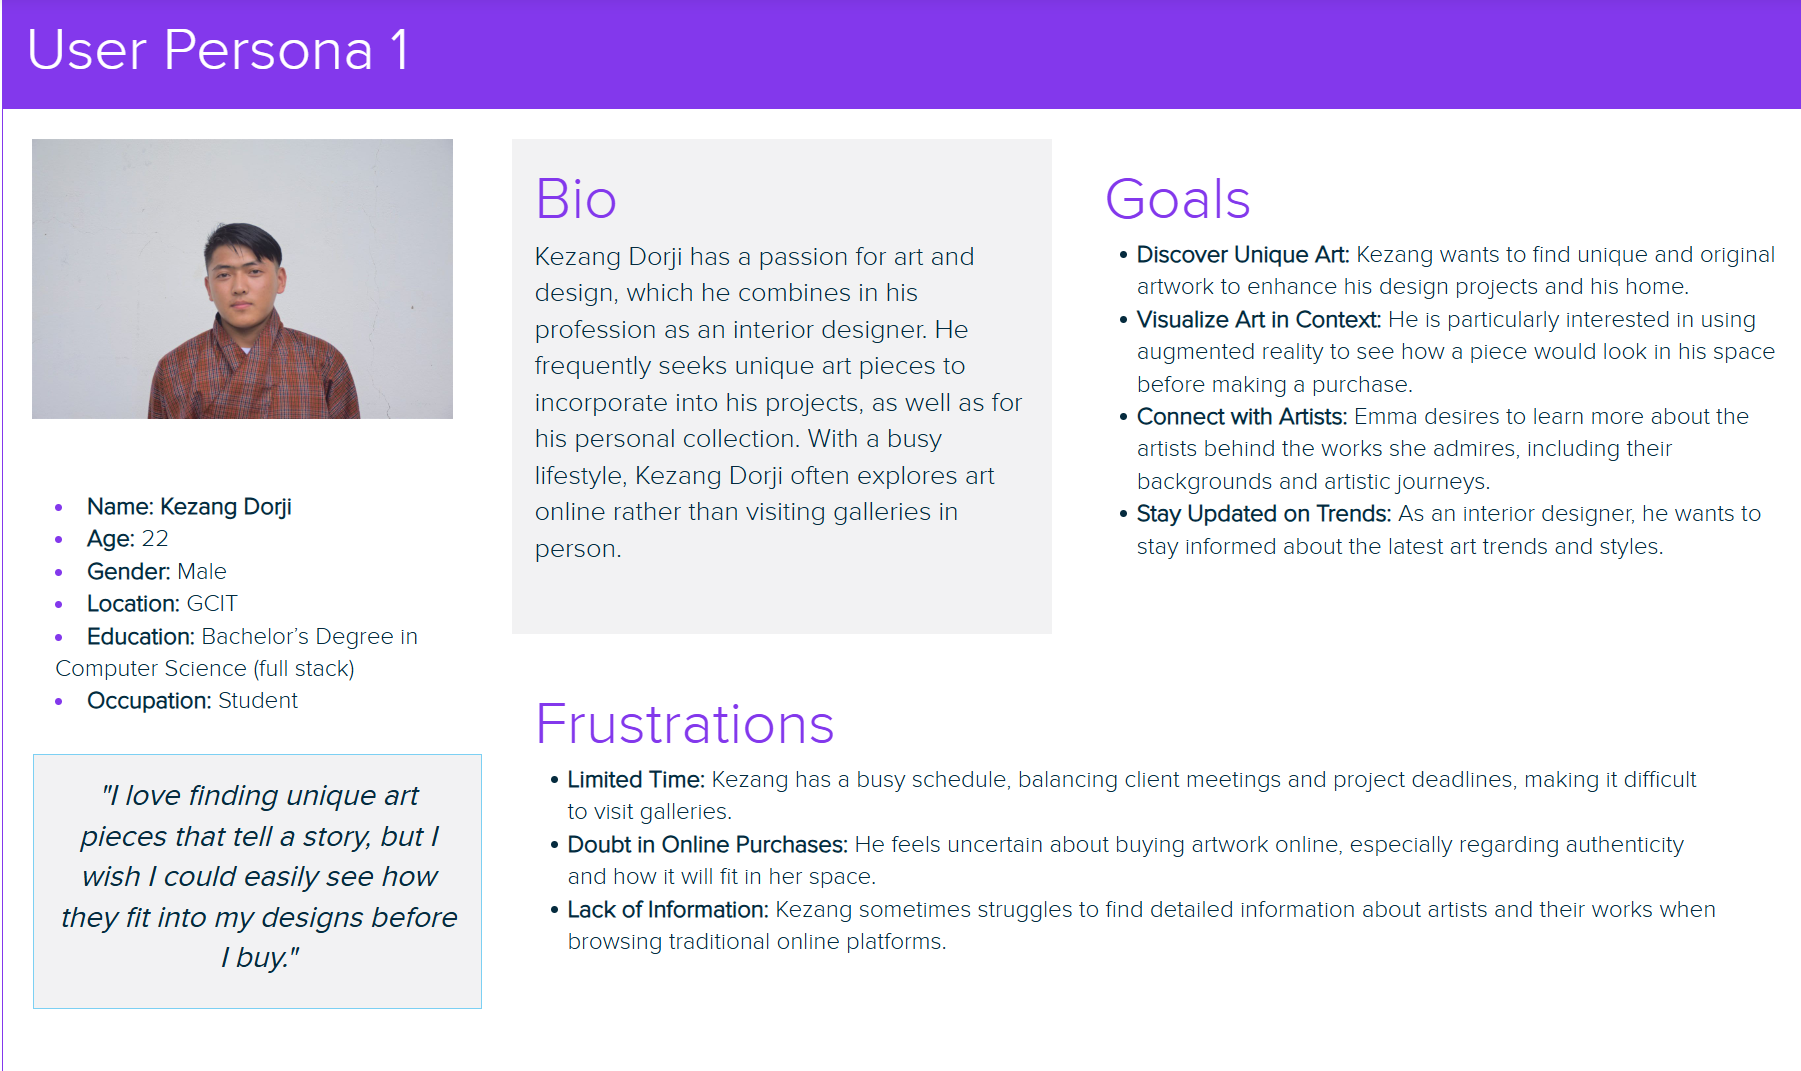 User Persona 1
Name: Kezang Dorji
Age: 22
Gender: Male
Location: GCIT
Education: Bachelor’s Degree in
Computer Science (full stack)
Occupation: Student
"I love finding unique art
pieces that tell a story, but I
wish I could easily see how
they fit into my designs before
I buy."
Bio
Kezang Dorji has a passion for art and
design, which he combines in his
profession as an interior designer. He
frequently seeks unique art pieces to
incorporate into his projects, as well as for
his personal collection. With a busy
lifestyle, Kezang Dorji often explores art
online rather than visiting galleries in
person.
Goals
• Discover Unique Art: Kezang wants to find unique and original
artwork to enhance his design projects and his home.
• Visualize Art in Context: He is particularly interested in using
augmented reality to see how a piece would look in his space
before making a purchase.
• Connect with Artists: Emma desires to learn more about the
artists behind the works she admires, including their
backgrounds and artistic journeys.
• Stay Updated on Trends: As an interior designer, he wants to
stay informed about the latest art trends and styles.
Frustrations
• Limited Time: Kezang has a busy schedule, balancing client meetings and project deadlines, making it difficult
to visit galleries.
• Doubt in Online Purchases: He feels uncertain about buying artwork online, especially regarding authenticity
and how it will fit in her space.
• Lack of Information: Kezang sometimes struggles to find detailed information about artists and their works when
browsing traditional online platforms.